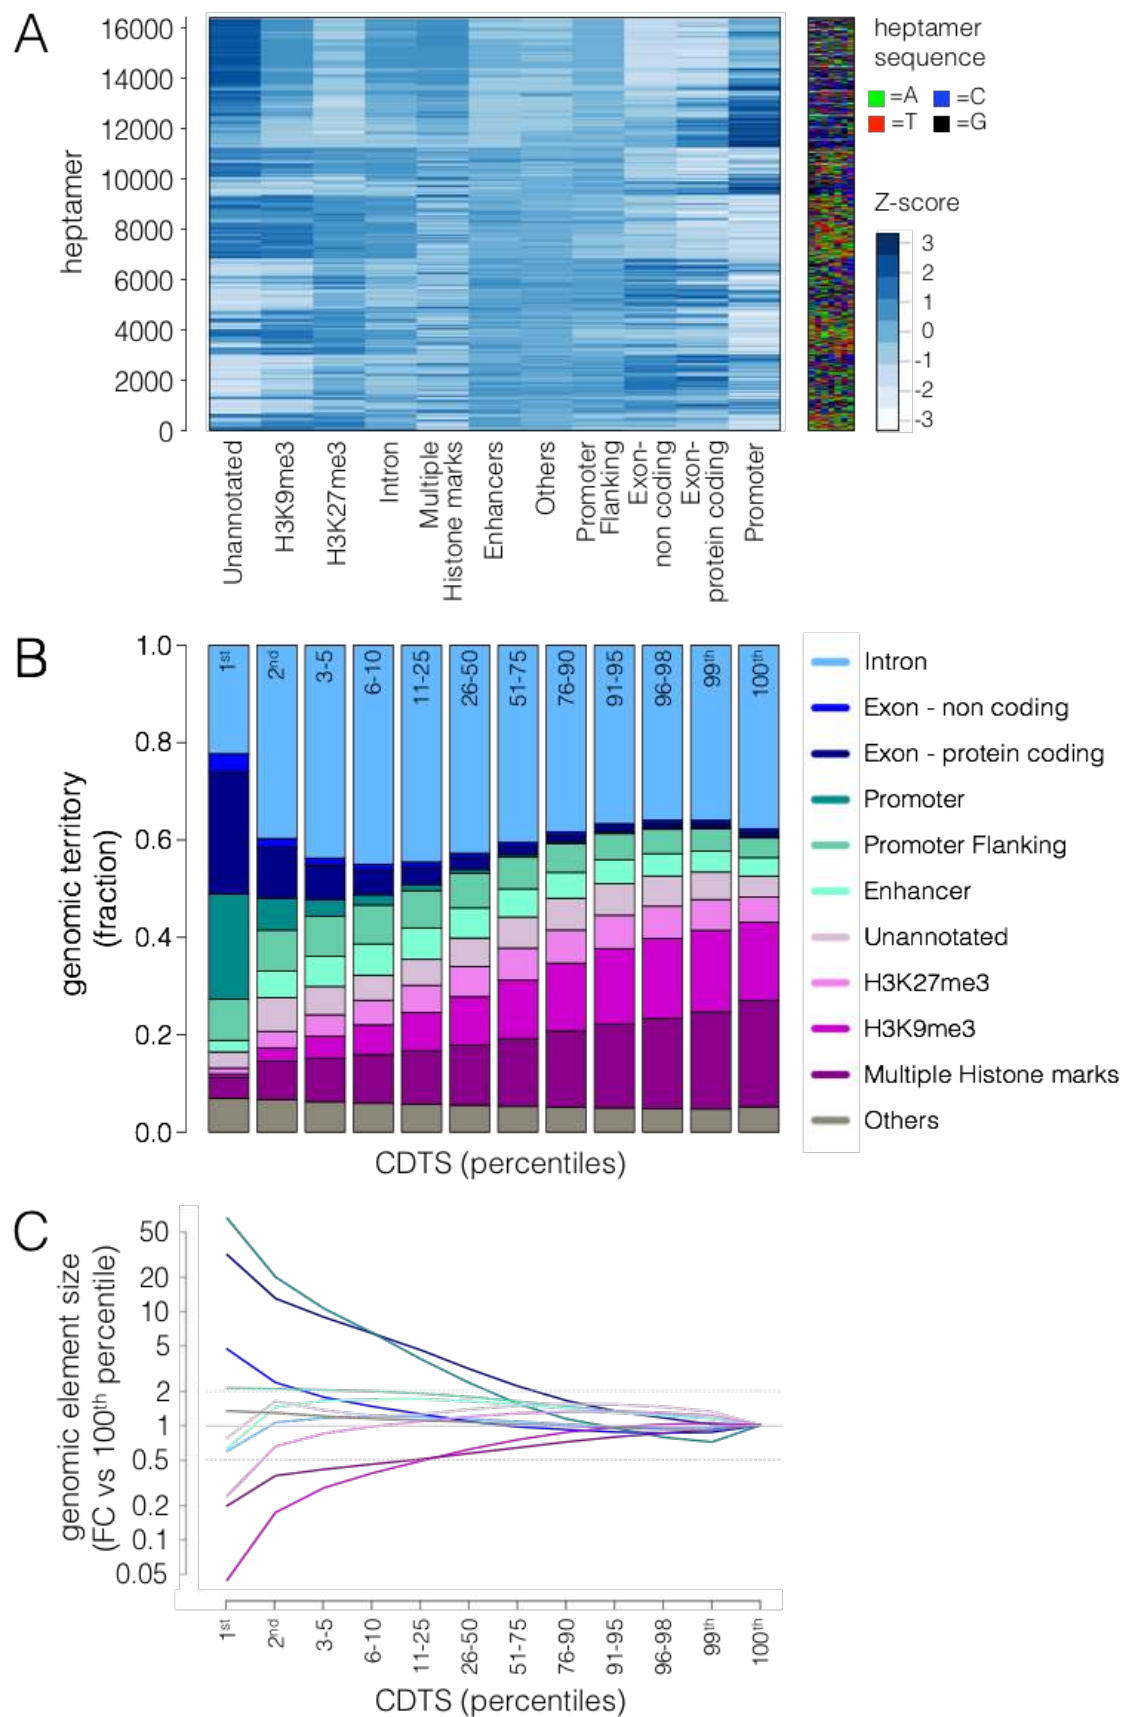 A
heptamer
16000
14000
12000
10000
8000
6000
4000
2000
0
Unannotated
H3K9me3
H3K27me3
Intron
Multiple
Histone marks
Enhancers
Others
Promoter
Flanking
Exon-
non coding
Exon-
protein coding
Promoter
heptamer
sequence
=A =C
=T =G
Z-score
3
2
1
0
-1
-2
-3
B
genomic territory
(fraction)
1.0
0.8
0.6
0.4
0.2
0.0
1st
2nd
3-5
6-10
11-25
26-50
51-75
76-90
91-95
96-98
99th
100th
CDTS (percentiles)
Intron
Exon - non coding
Exon - protein coding
Promoter
Promoter Flanking
Enhancer
Unannotated
H3K27me3
H3K9me3
Multiple Histone marks
Others
C
genomic element size
(FC vs 100th percentile)
50
20
10
5
2
1
0.5
0.2
0.1
0.05
1st
2nd
3-5
6-10
11-25
26-50
51-75
76-90
91-95
96-98
99th
100th
CDTS (percentiles)